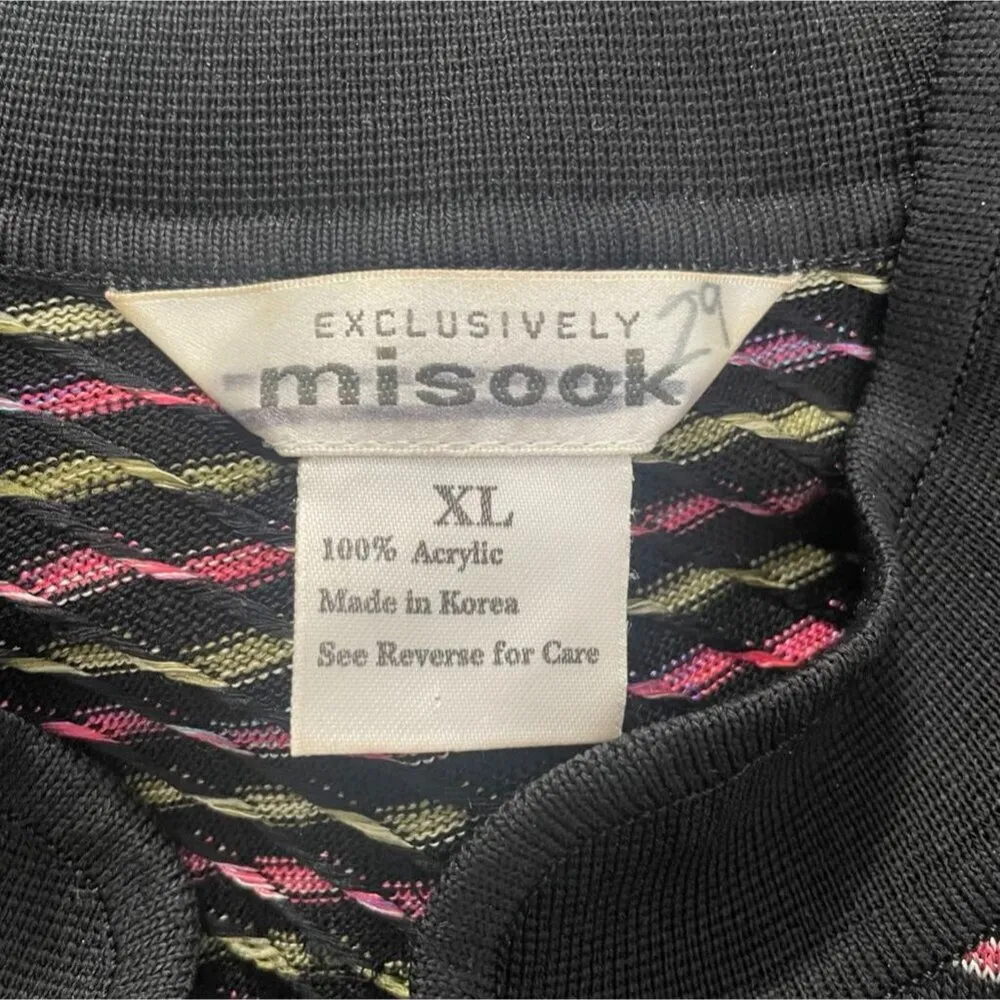 EXCLUSIVELY 29
misook
XL
100% Acrylic
Made in Korea
See Reverse for Care